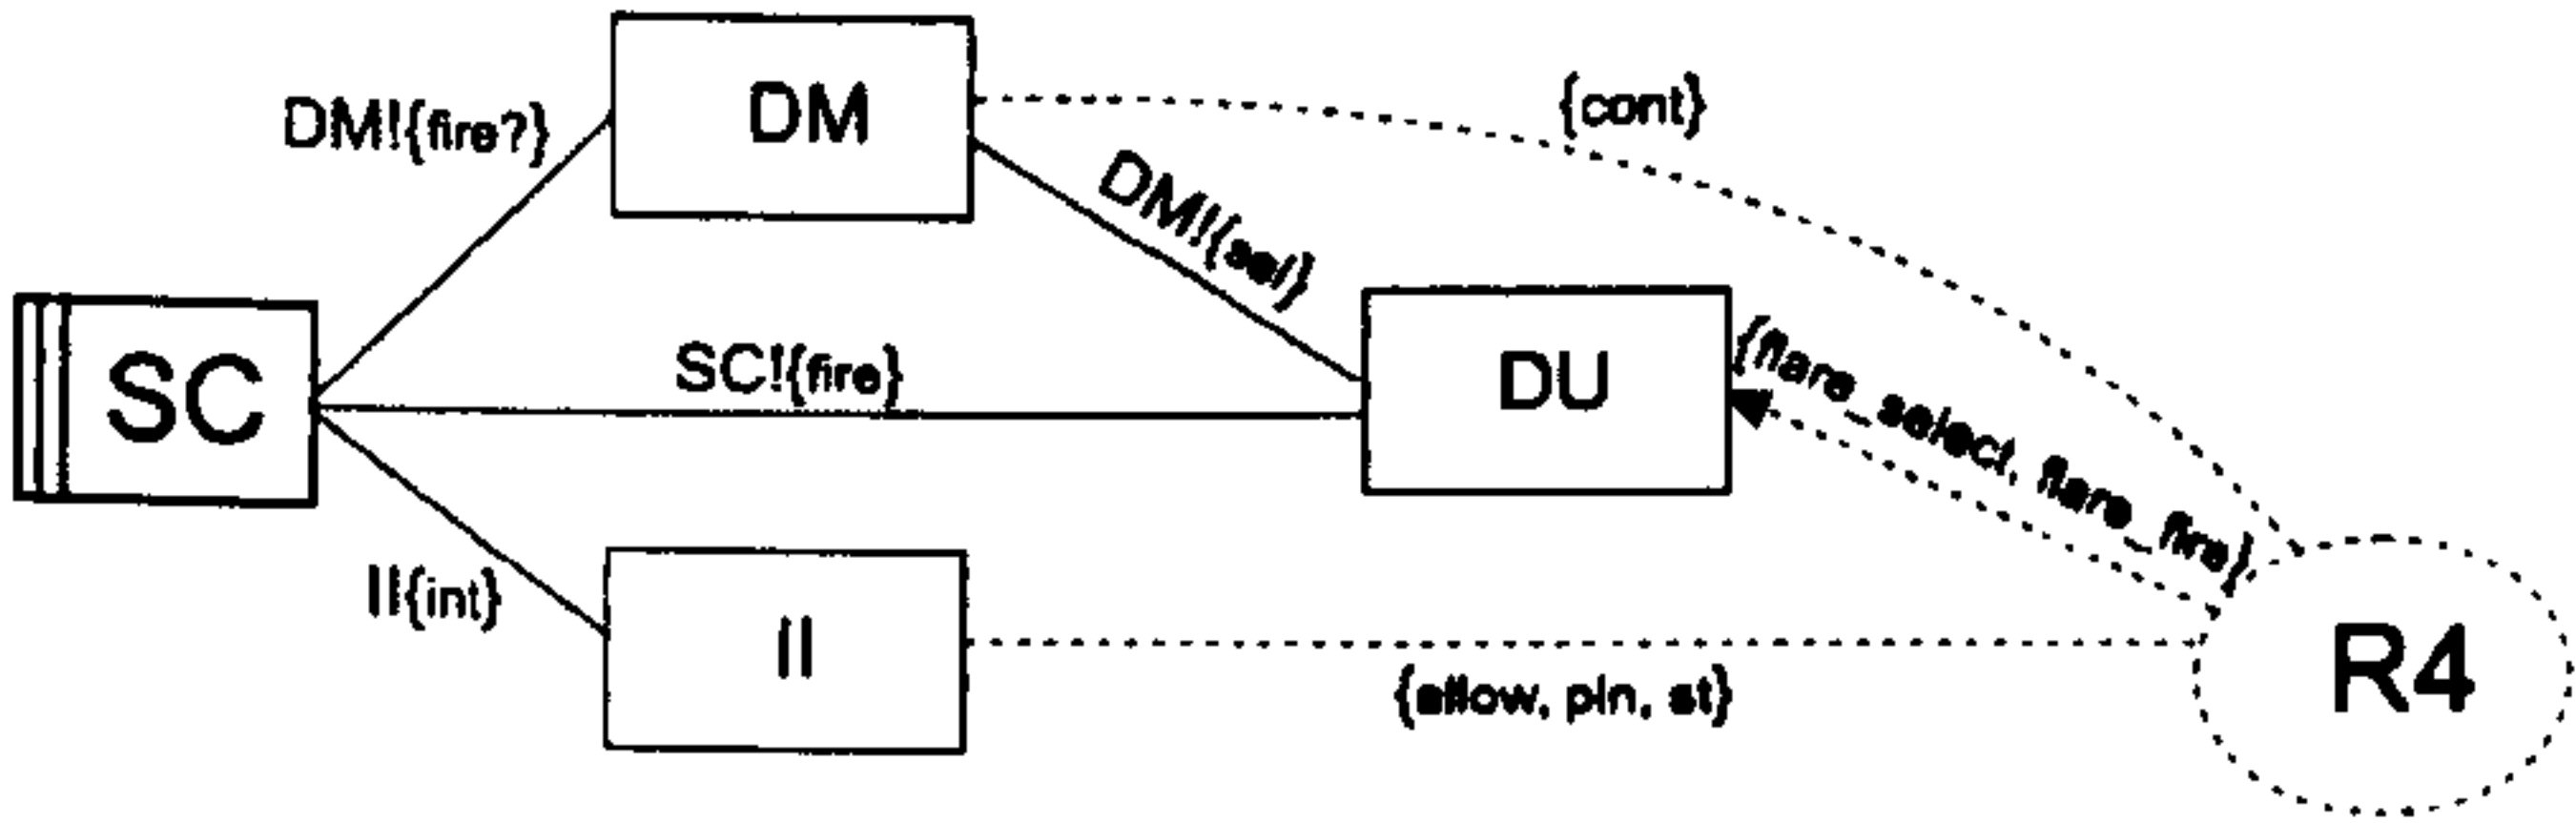 DM
{cont}
DM!{fire?}
DM!{sel}
SC
SC!{fire}
DU
{flare_select, flare_fire}
II{int}
II
{allow, pin, st}
R4